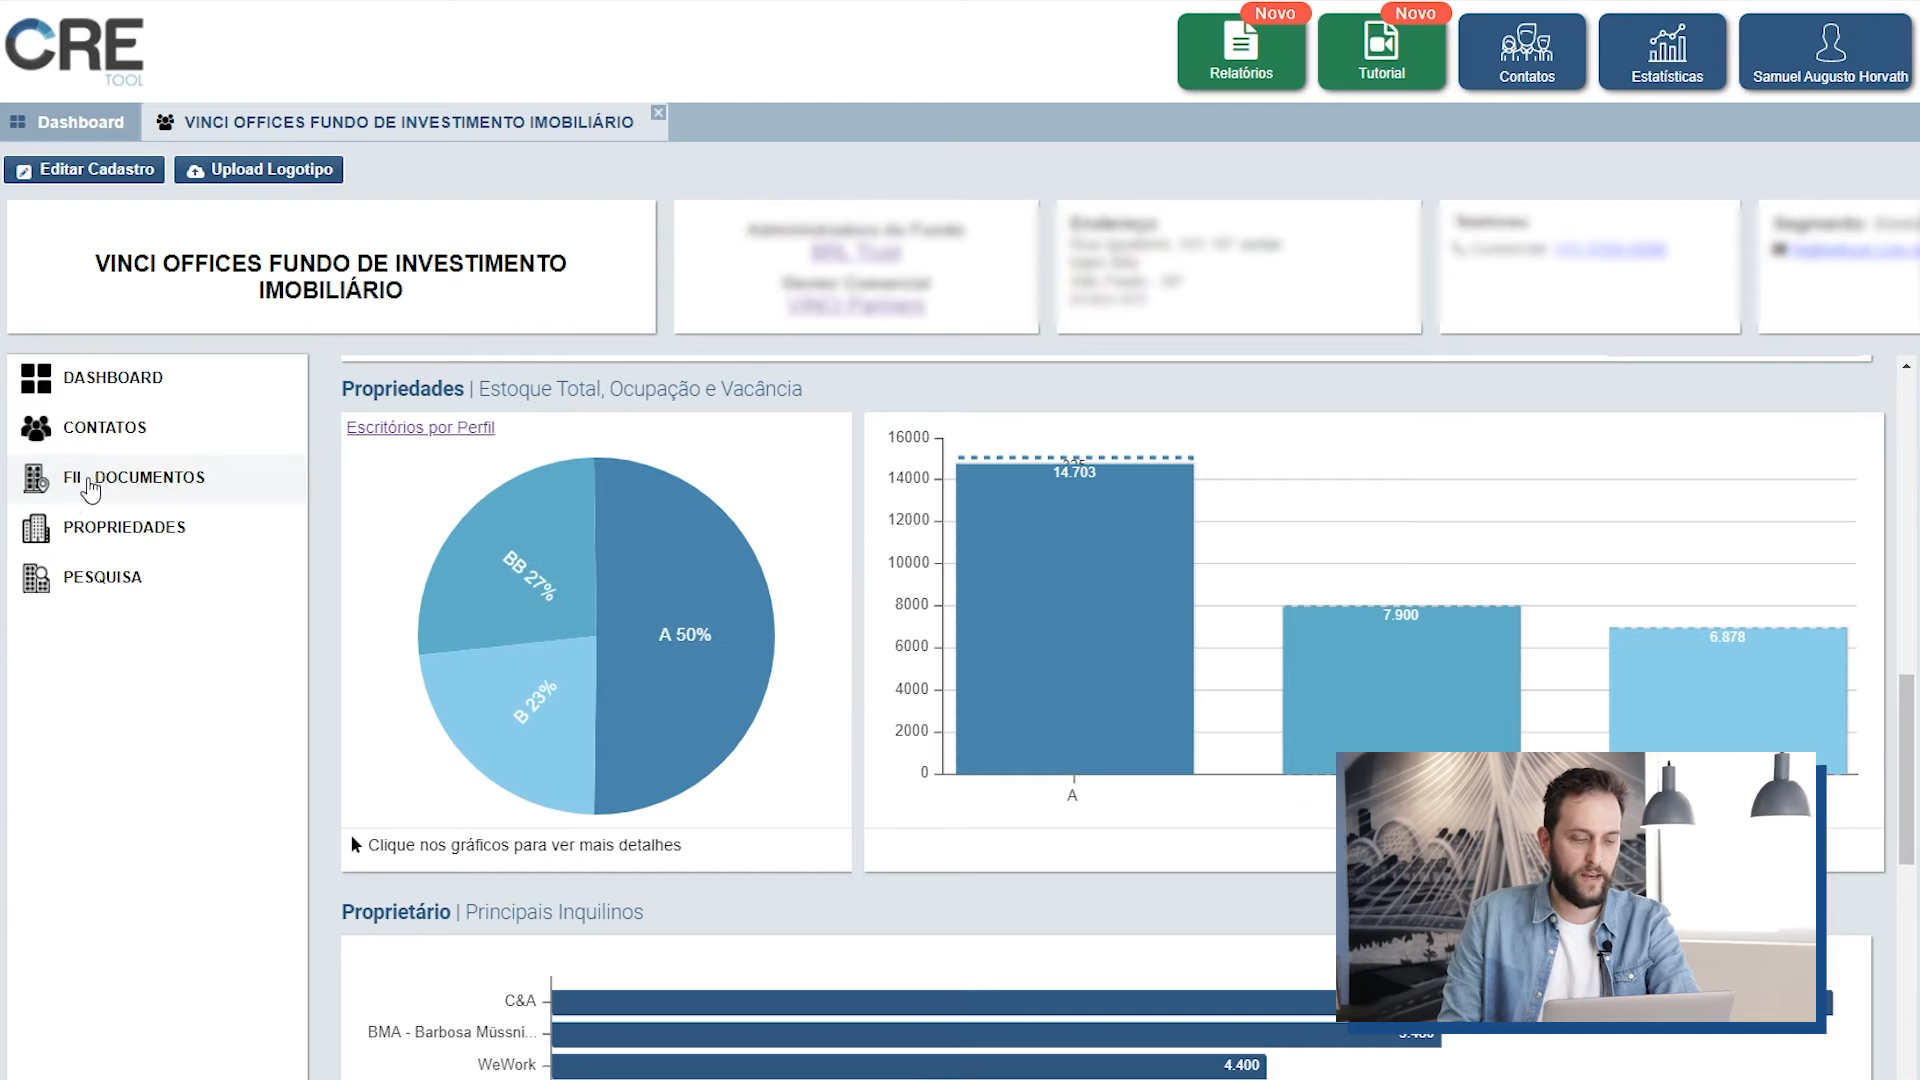 CRE
TOOL
Novo
Relatórios
Novo
Tutorial
Contatos
Estatísticas
Samuel Augusto Horvath
Dashboard
VINCI OFFICES FUNDO DE INVESTIMENTO IMOBILIÁRIO
Editar Cadastro
Upload Logotipo
VINCI OFFICES FUNDO DE INVESTIMENTO
IMOBILIÁRIO
Endereço
DASHBOARD
CONTATOS
FII DOCUMENTOS
PROPRIEDADES
PESQUISA
Propriedades | Estoque Total, Ocupação e Vacância
Escritórios por Perfil
BB 27%
A 50%
B 23%
Clique nos gráficos para ver mais detalhes
16000
14000
12000
10000
8000
6000
4000
2000
0
14.703
7.900
6.878
A
Proprietário | Principais Inquilinos
C&A
BMA - Barbosa Müssni...
WeWork
4.400